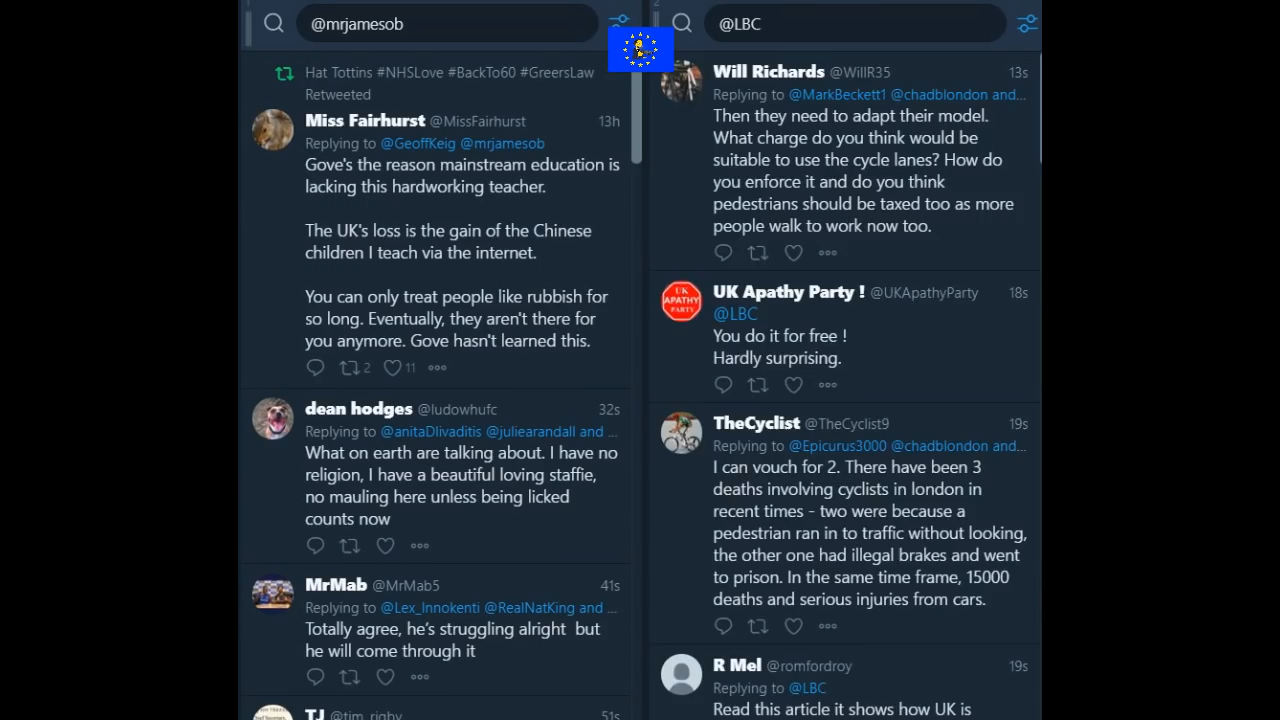 @mrjamesob
Hat Tottins #NHSLove #BackTo60 #GreersLaw
Retweeted
Miss Fairhurst @MissFairhurst 13h
Replying to @GeoffKeig @mrjamesob
Gove's the reason mainstream education is
lacking this hardworking teacher.
The UK's loss is the gain of the Chinese
children I teach via the internet.
You can only treat people like rubbish for
so long. Eventually, they aren't there for
you anymore. Gove hasn't learned this.
2 11
dean hodges @ludowhufc 32s
Replying to @anitaDlivaditis @juliearandall and ...
What on earth are talking about. I have no
religion, I have a beautiful loving staffie,
no mauling here unless being licked
counts now
MrMab @MrMab5 41s
Replying to @Lex_Innokenti @RealNatKing and ...
Totally agree, he's struggling alright but
he will come through it
TJ @tim_rigby 51s
@LBC
Will Richards @WillR35 13s
Replying to @MarkBeckett1 @chadblondon and...
Then they need to adapt their model.
What charge do you think would be
suitable to use the cycle lanes? How do
you enforce it and do you think
pedestrians should be taxed too as more
people walk to work now too.
UK
APATHY
PARTY
UK Apathy Party ! @UKApathyParty 18s
@LBC
You do it for free !
Hardly surprising.
TheCyclist @TheCyclist9 19s
Replying to @Epicurus3000 @chadblondon and...
I can vouch for 2. There have been 3
deaths involving cyclists in london in
recent times - two were because a
pedestrian ran in to traffic without looking,
the other one had illegal brakes and went
to prison. In the same time frame, 15000
deaths and serious injuries from cars.
R Mel @romfordroy 19s
Replying to @LBC
Read this article it shows how UK is